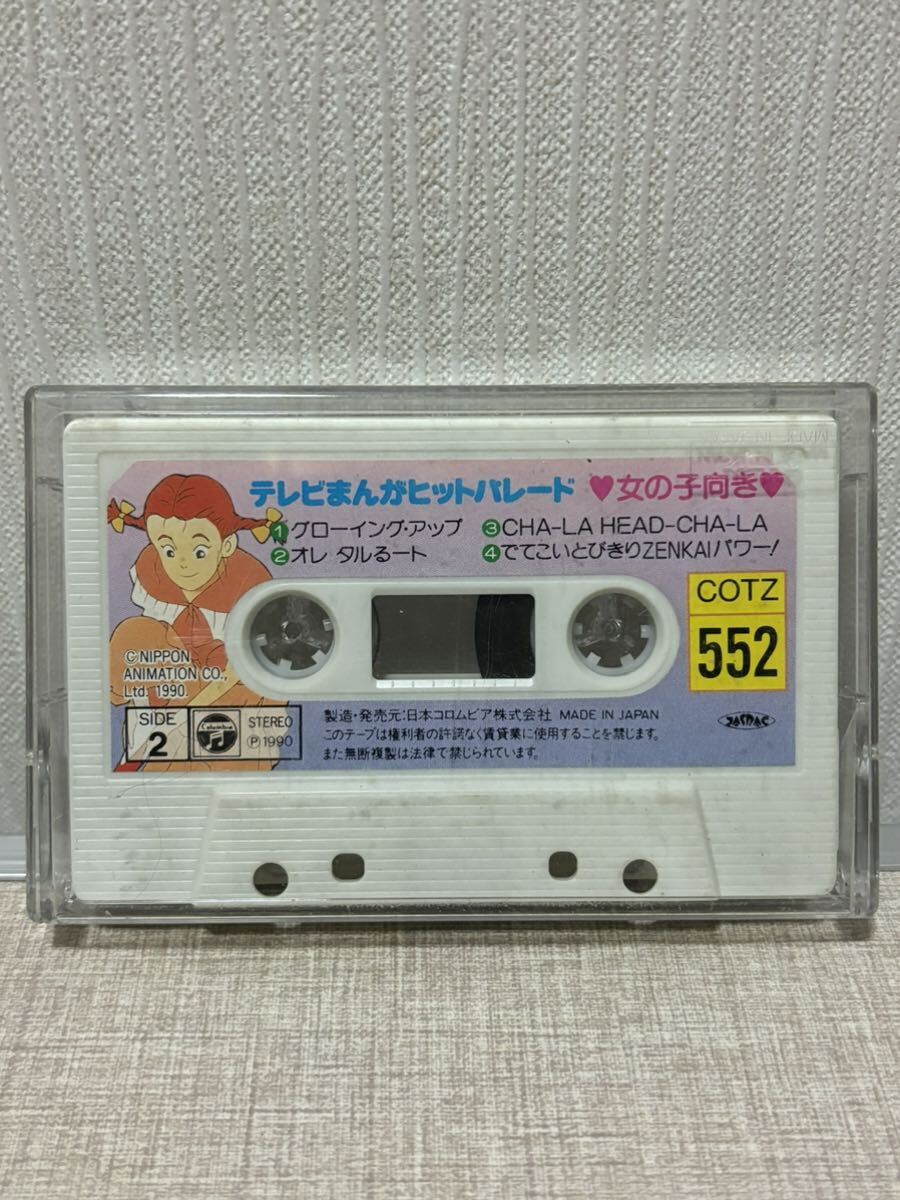 テレビまんがヒットパレード ♥女の子向き♥
1 グローイング・アップ
2 オレ タルるート
3 CHA-LA HEAD-CHA-LA
4 でてこいとびきりZENKAIパワー!
COTZ
552
© NIPPON
ANIMATION CO.,
Ltd. 1990.
SIDE
2
Columbia
STEREO
Ⓟ1990
製造・発売元:日本コロムビア株式会社 MADE IN JAPAN
このテープは権利者の許諾なく賃貸業に使用することを禁じます。
また無断複製は法律で禁じられています。
JASRAC